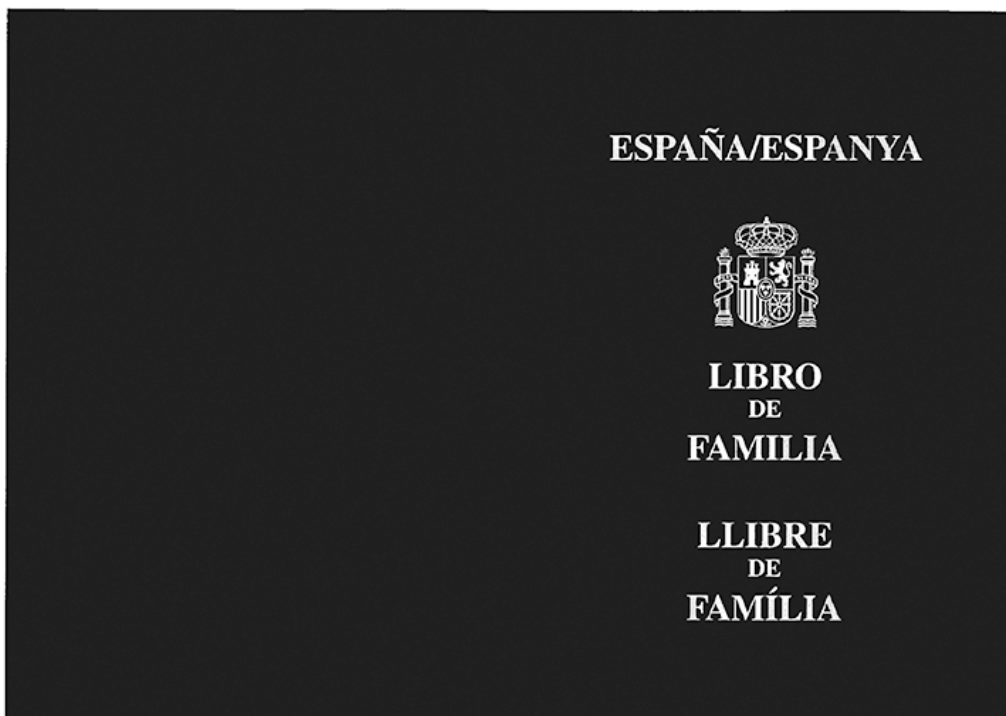 ESPAÑA/ESPANYA
LIBRO
DE
FAMILIA
LLIBRE
DE
FAMÍLIA